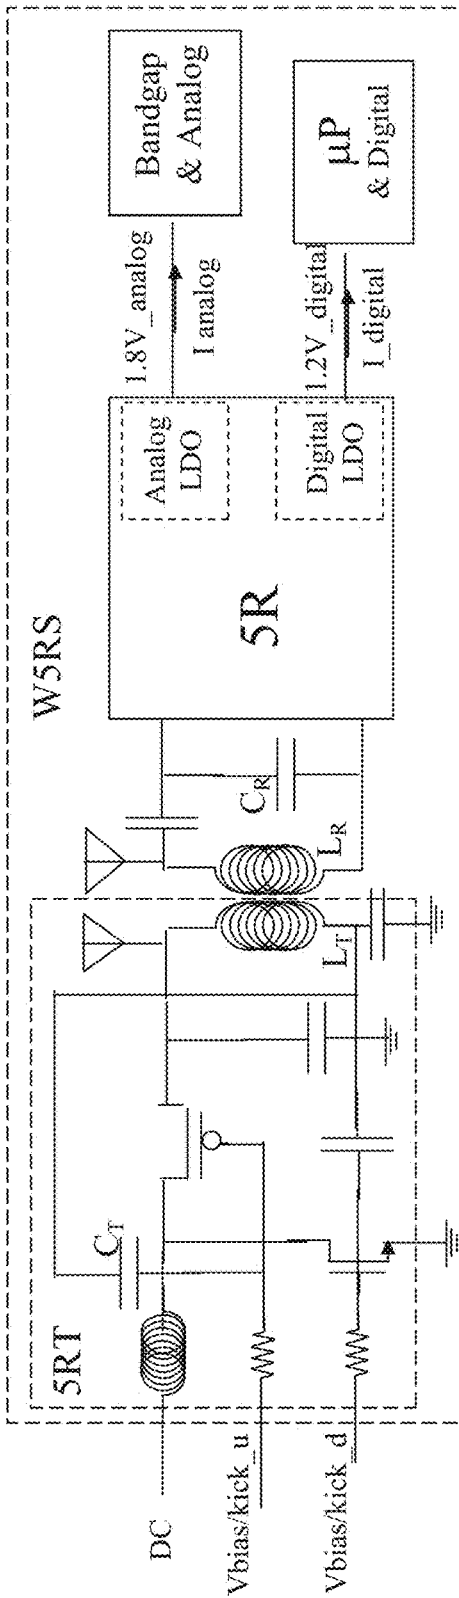 W5RS
5RT
DC
Vbias/kick_u
Vbias/kick_d
C_T
L_T
L_R
C_R
5R
Analog
LDO
Digital
LDO
1.8V_analog
I analog
1.2V_digital
I_digital
Bandgap
& Analog
μP
& Digital